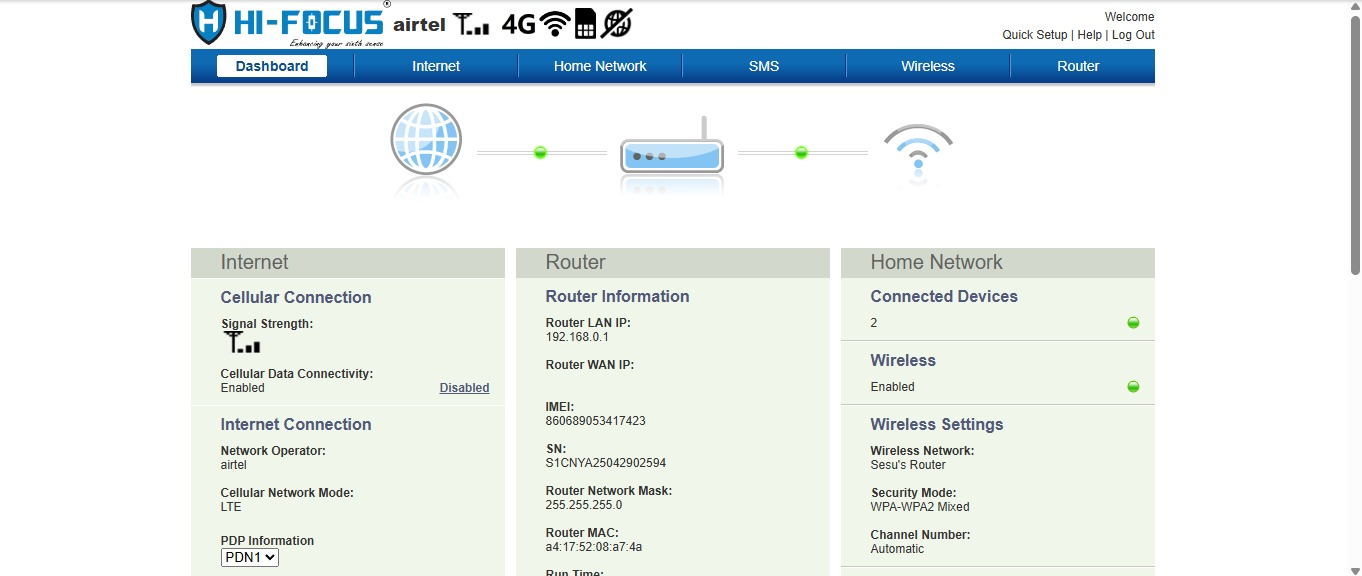 HI-FOCUS®
Enhancing your sixth sense
airtel 4G
Welcome
Quick Setup | Help | Log Out
Dashboard Internet Home Network SMS Wireless Router
Internet
Cellular Connection
Signal Strength:
Cellular Data Connectivity:
Enabled Disabled
Internet Connection
Network Operator:
airtel
Cellular Network Mode:
LTE
PDP Information
PDN1
Router
Router Information
Router LAN IP:
192.168.0.1
Router WAN IP:
IMEI:
860689053417423
SN:
S1CNYA25042902594
Router Network Mask:
255.255.255.0
Router MAC:
a4:17:52:08:a7:4a
Run Time:
Home Network
Connected Devices
2
Wireless
Enabled
Wireless Settings
Wireless Network:
Sesu's Router
Security Mode:
WPA-WPA2 Mixed
Channel Number:
Automatic